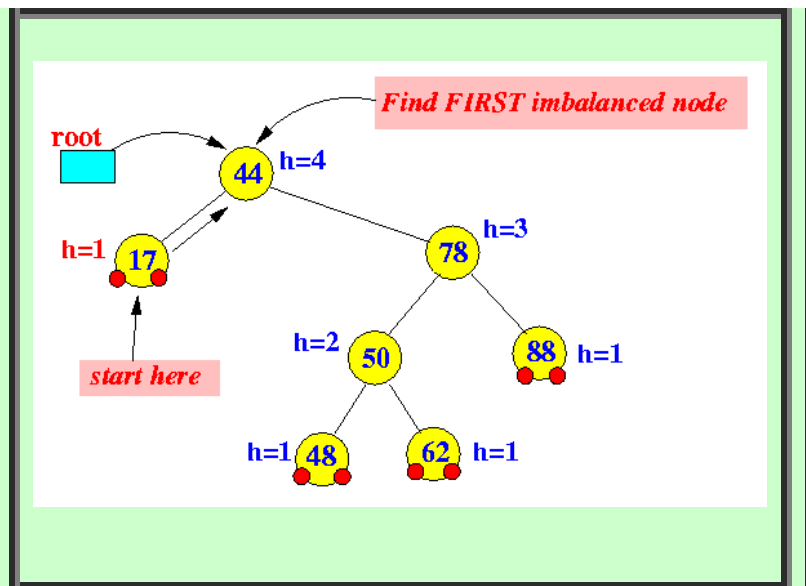 Find FIRST imbalanced node
root
44 h=4
h=1 17
78 h=3
h=2 50
88 h=1
start here
h=1 48
62 h=1